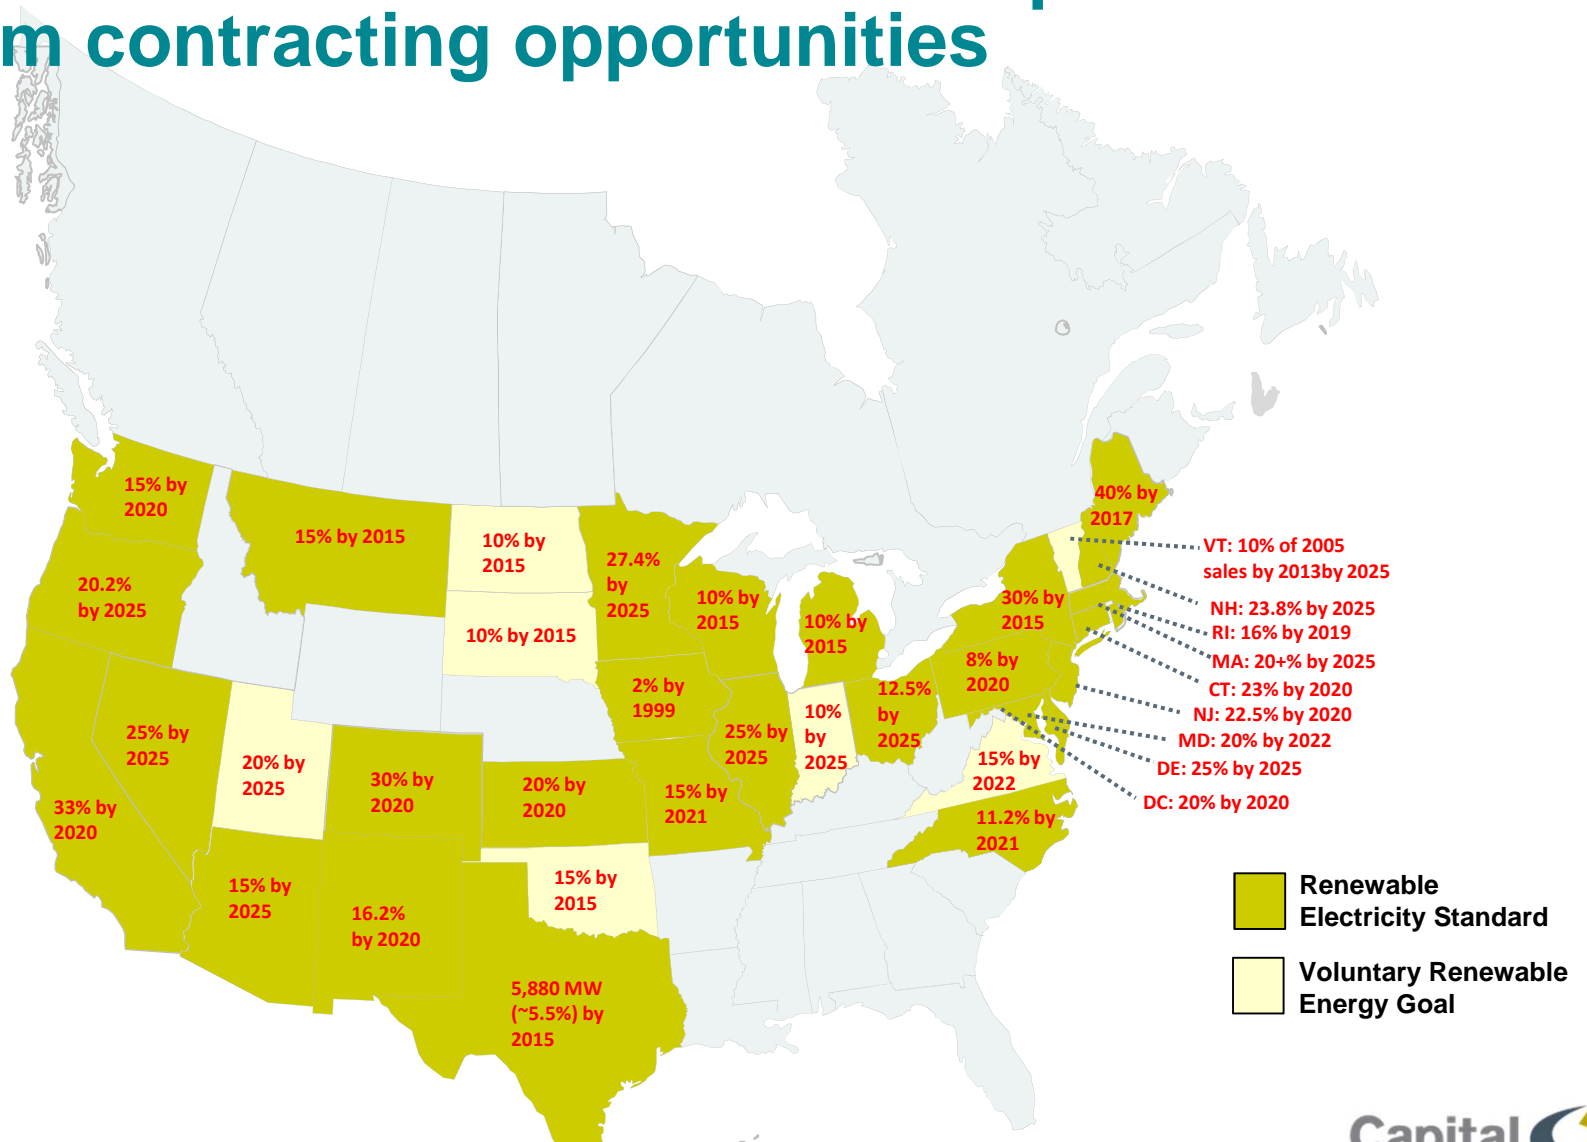 m contracting opportunities
15% by
2020
15% by 2015
10% by
2015
27.4%
by
2025
40% by
2017
20.2%
by 2025
10% by 2015
10% by
2015
10% by
2015
30% by
2015
VT: 10% of 2005
sales by 2013by 2025
NH: 23.8% by 2025
RI: 16% by 2019
MA: 20+% by 2025
CT: 23% by 2020
NJ: 22.5% by 2020
MD: 20% by 2022
DE: 25% by 2025
DC: 20% by 2020
8% by
2020
2% by
1999
12.5%
by
2025
25% by
2025
20% by
2025
30% by
2020
20% by
2020
25% by
2025
10%
by
2025
15% by
2022
33% by
2020
15% by
2021
11.2% by
2021
15% by
2025
16.2%
by 2020
15% by
2015
5,880 MW
(~5.5%) by
2015
Renewable
Electricity Standard
Voluntary Renewable
Energy Goal
Capital